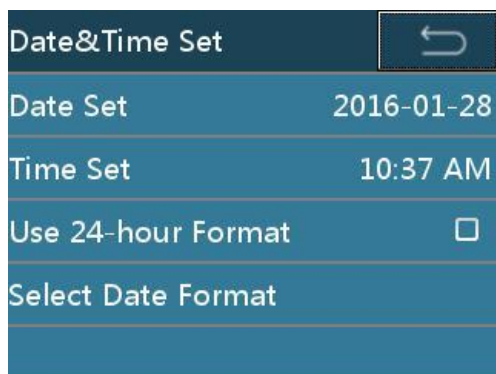 Date&Time Set
Date Set 2016-01-28
Time Set 10:37 AM
Use 24-hour Format
Select Date Format